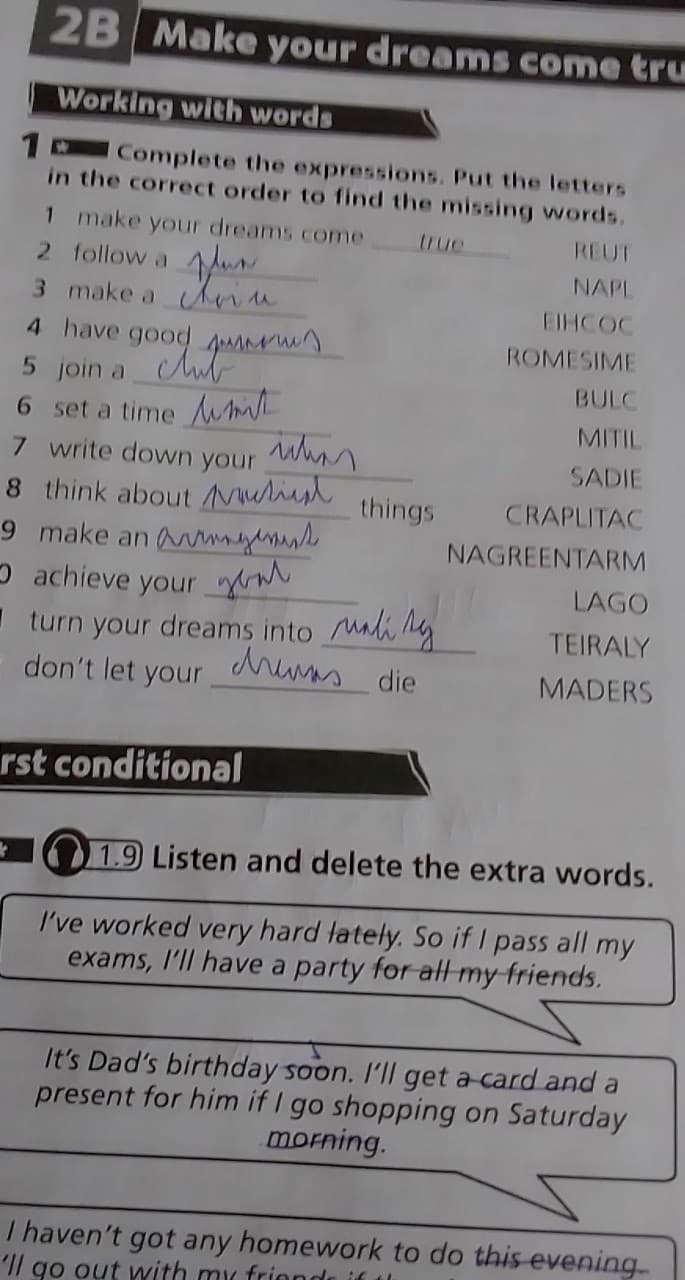 2B Make your dreams come tru
Working with words
1 Complete the expressions. Put the letters
in the correct order to find the missing words.
1 make your dreams come true REUT
2 follow a plan NAPL
3 make a choice EIHCOC
4 have good ROMESIME
5 join a club BULC
6 set a time limit MITIL
7 write down your SADIE
8 think about practical things CRAPLITAC
9 make an arrangement NAGREENTARM
0 achieve your goal LAGO
turn your dreams into reality TEIRALY
don't let your dreams die MADERS
rst conditional
1.9 Listen and delete the extra words.
I've worked very hard lately. So if I pass all my
exams, I'll have a party for all my friends.
It's Dad's birthday soon. I'll get a card and a
present for him if I go shopping on Saturday
morning.
I haven't got any homework to do this evening.
'll go out with my friends if